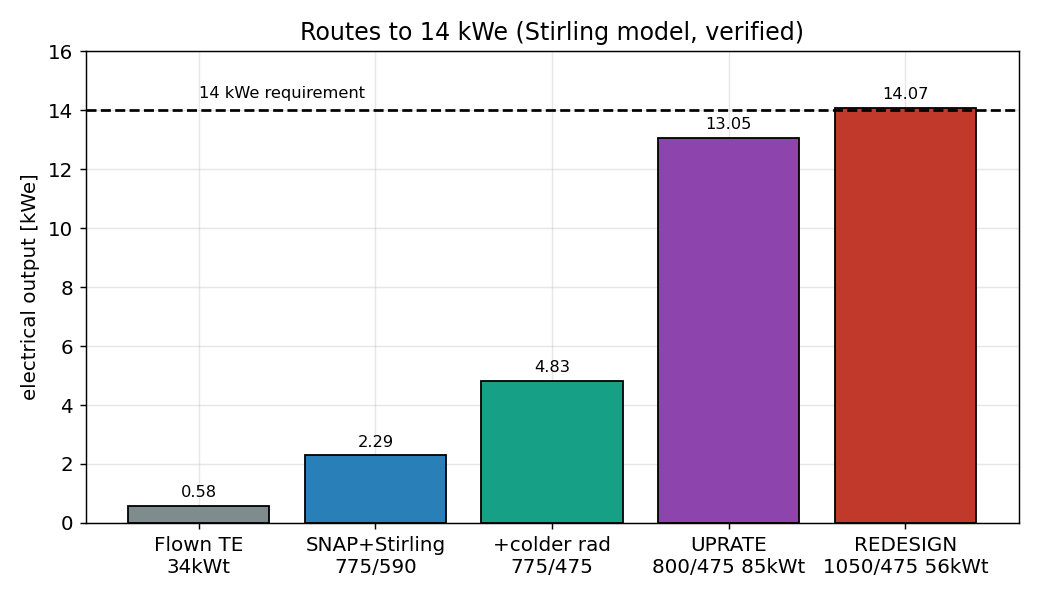 Routes to 14 kWe (Stirling model, verified)
electrical output [kWe]
16
14
12
10
8
6
4
2
0
14 kWe requirement
0.58
2.29
4.83
13.05
14.07
Flown TE
34kWt
SNAP+Stirling
775/590
+colder rad
775/475
UPRATE
800/475 85kWt
REDESIGN
1050/475 56kWt